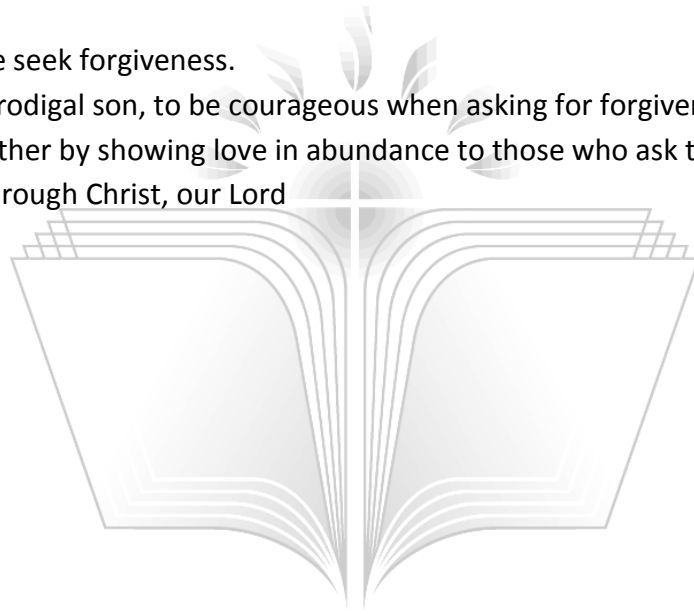 e seek forgiveness.
rodigal son, to be courageous when asking for forgiver
ther by showing love in abundance to those who ask t
rough Christ, our Lord